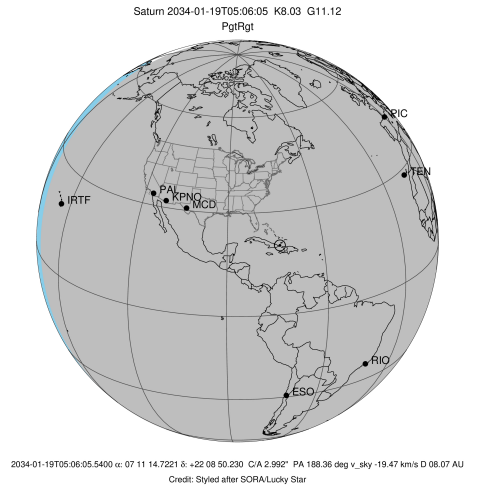 Saturn 2034-01-19T05:06:05 K8.03 G11.12
PgtRgt
PIC
TEN
PAL
KPNO
IRTF
MCD
RIO
ESO
2034-01-19T05:06:05.5400 α: 07 11 14.7221 δ: +22 08 50.230 C/A 2.992" PA 188.36 deg v_sky -19.47 km/s D 08.07 AU
Credit: Styled after SORA/Lucky Star